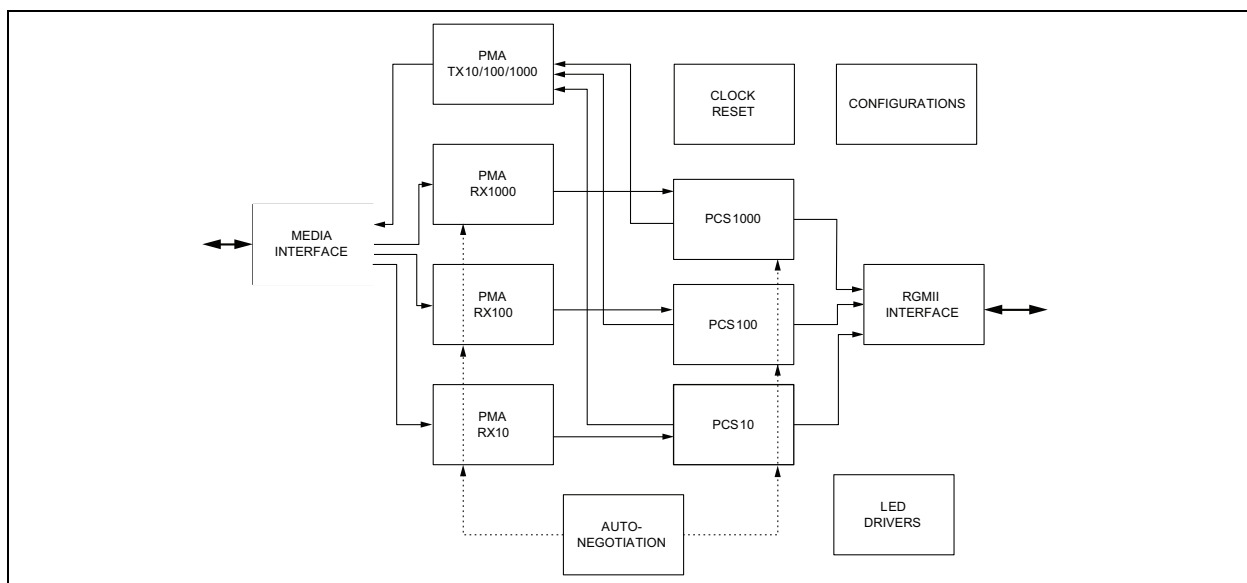 PMA
TX10/100/1000
CLOCK
RESET
CONFIGURATIONS
PMA
RX1000
PCS1000
MEDIA
INTERFACE
PMA
RX100
PCS100
RGMII
INTERFACE
PMA
RX10
PCS10
LED
DRIVERS
AUTO-
NEGOTIATION